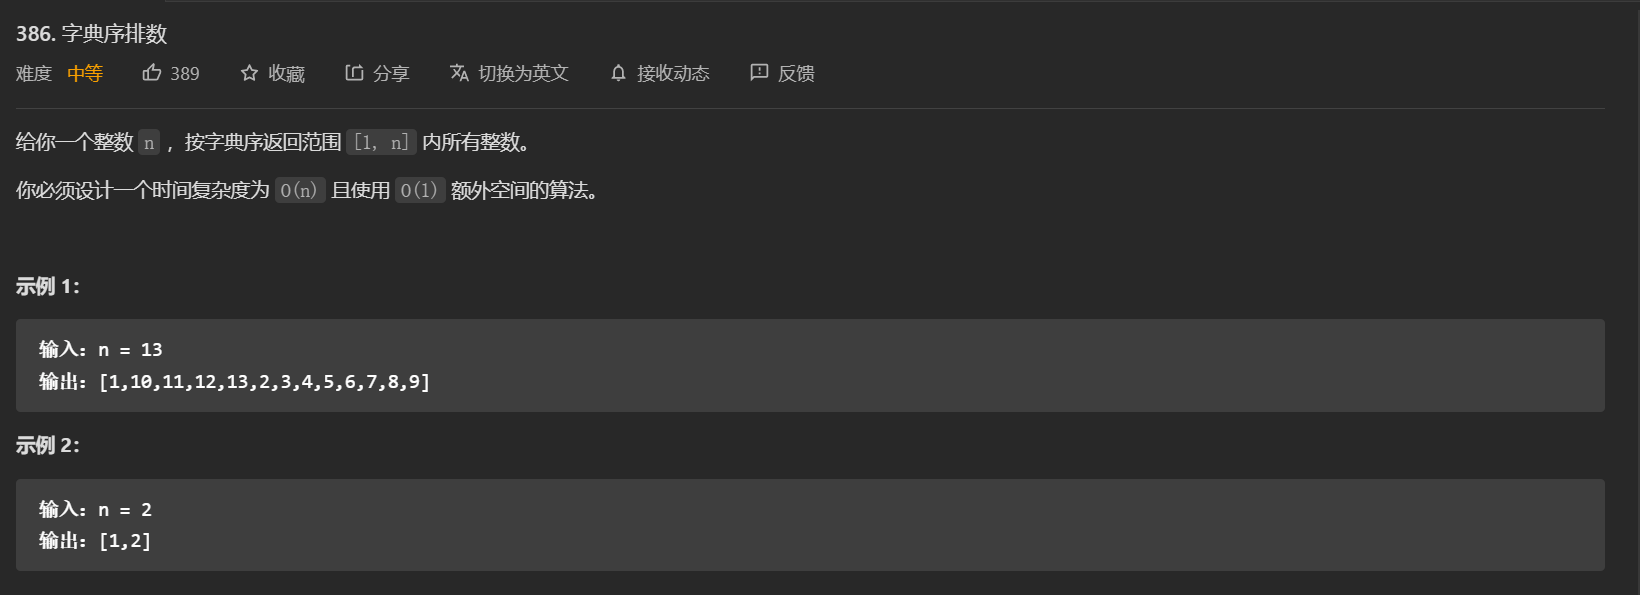 386. 字典序排数
难度 中等 389 收藏 分享 切换为英文 接收动态 反馈
给你一个整数 n ，按字典序返回范围 [1, n] 内所有整数。
你必须设计一个时间复杂度为 O(n) 且使用 O(1) 额外空间的算法。
示例 1：
输入：n = 13
输出：[1,10,11,12,13,2,3,4,5,6,7,8,9]
示例 2：
输入：n = 2
输出：[1,2]